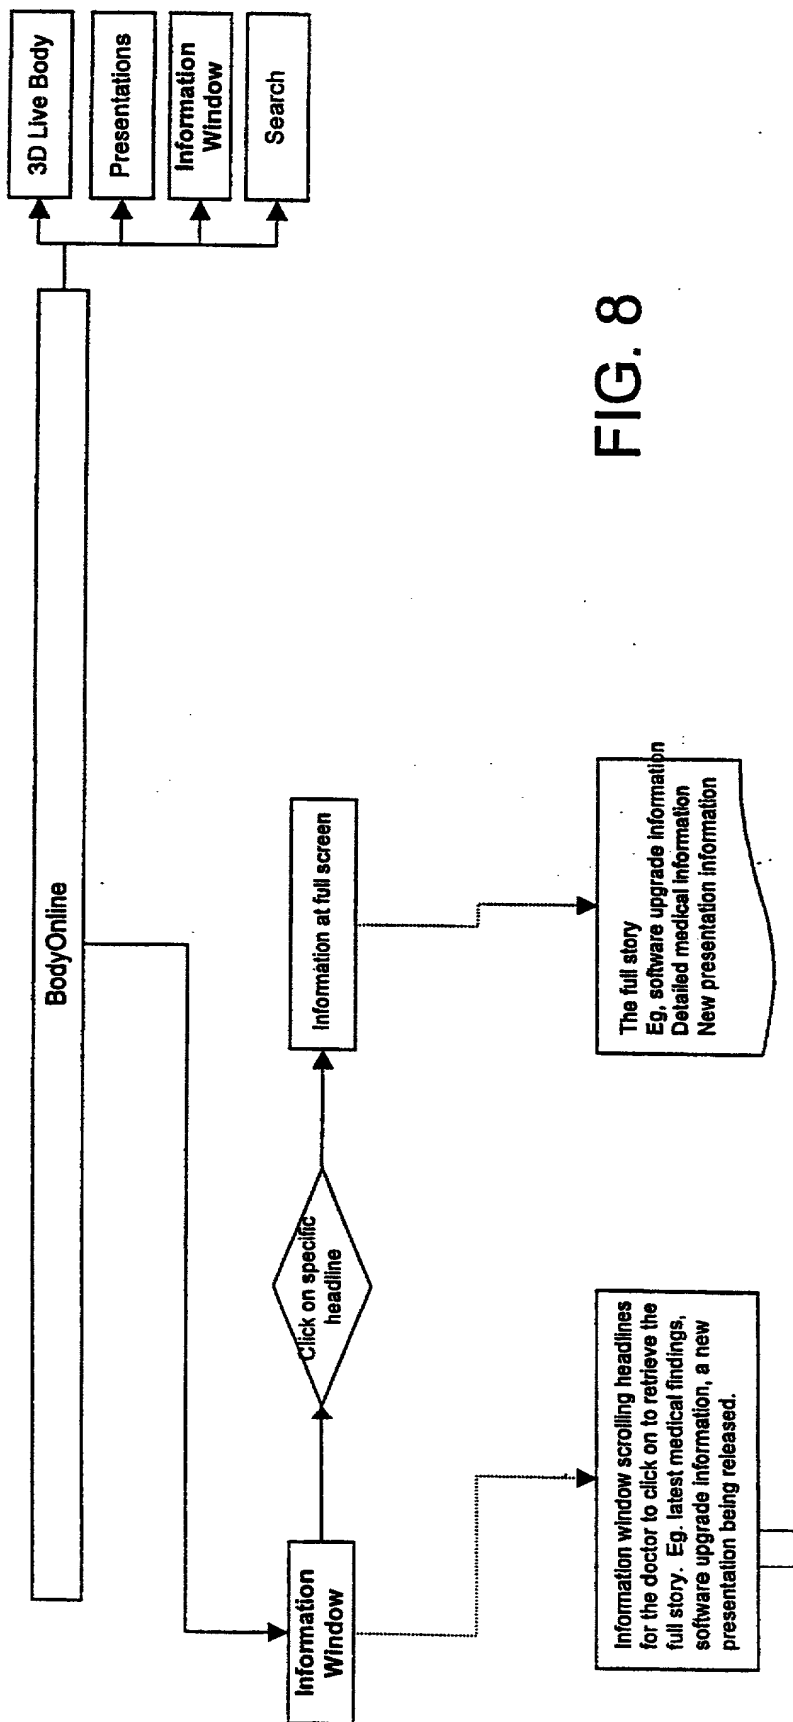 BodyOnline
3D Live Body
Presentations
Information
Window
Search
Information
Window
Click on specific
headline
Information at full screen
Information window scrolling headlines
for the doctor to click on to retrieve the
full story. Eg. latest medical findings,
software upgrade information, a new
presentation being released.
The full story
Eg, software upgrade information
Detailed medical information
New presentation information
FIG. 8